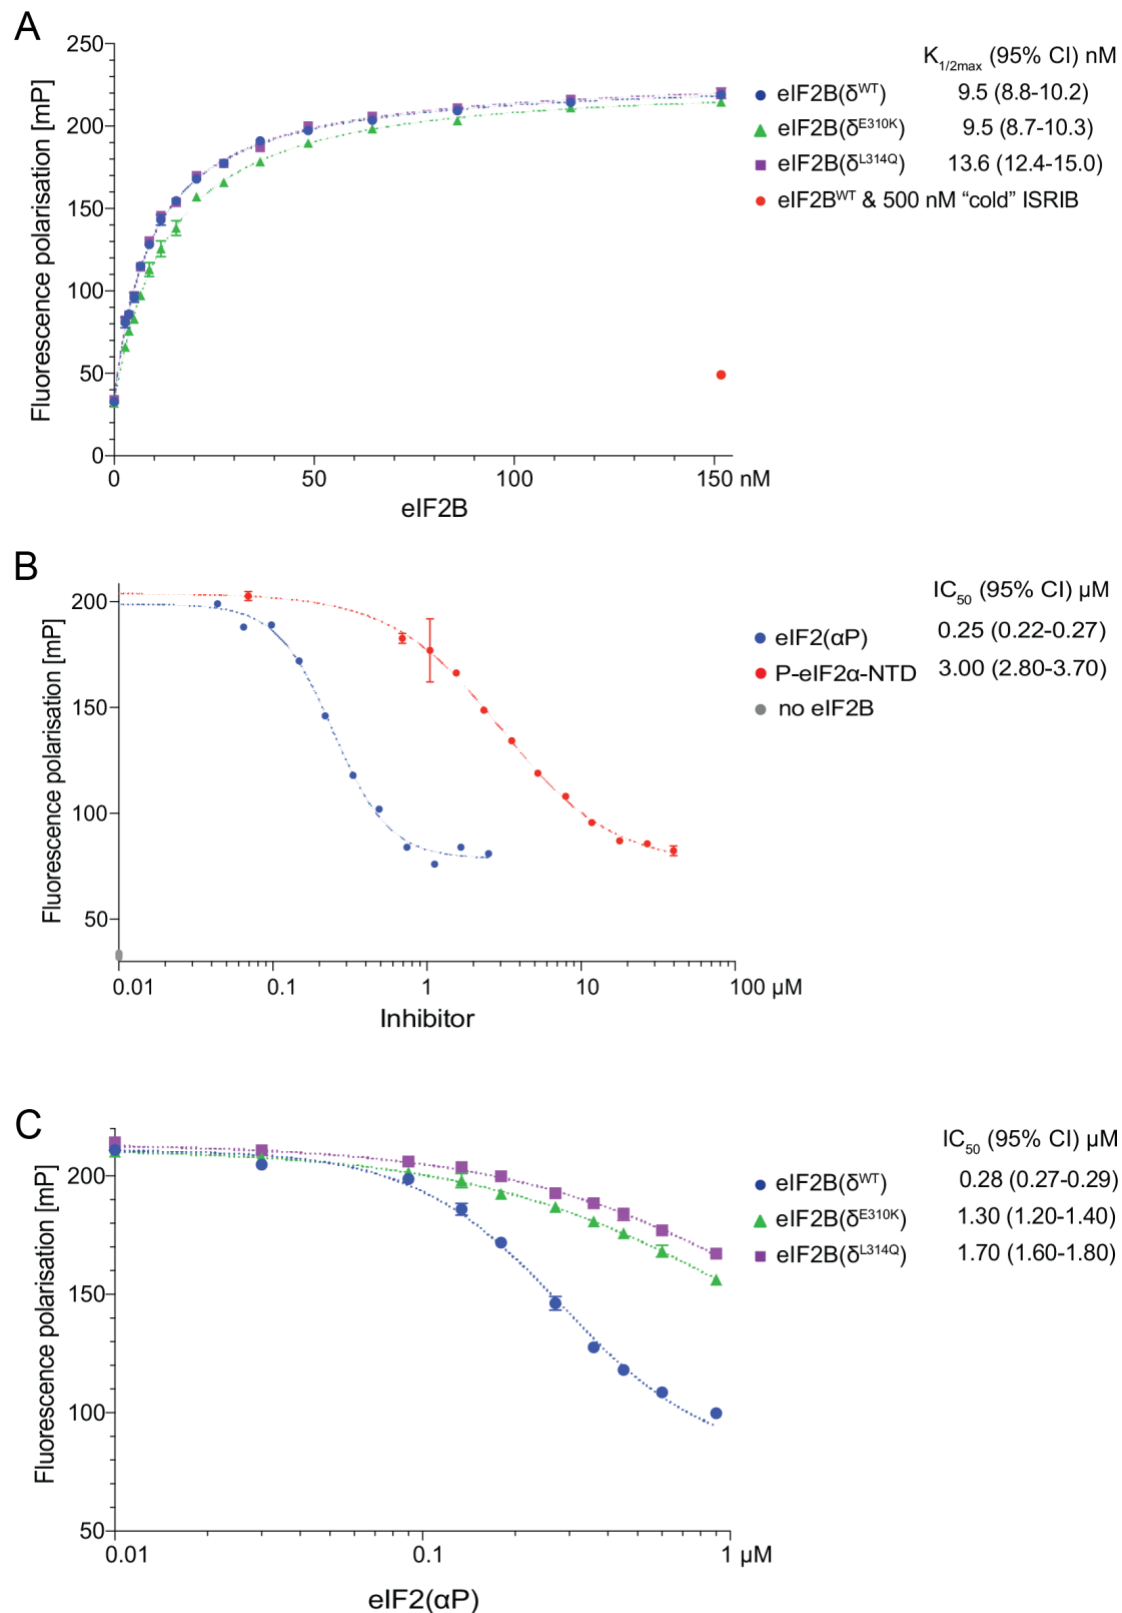 A
250
200
150
100
50
0
Fluorescence polarisation [mP]
0 50 100 150 nM
eIF2B
K1/2max (95% CI) nM
eIF2B(δWT) 9.5 (8.8-10.2)
eIF2B(δE310K) 9.5 (8.7-10.3)
eIF2B(δL314Q) 13.6 (12.4-15.0)
eIF2BWT & 500 nM “cold” ISRIB
B
200
150
100
50
Fluorescence polarisation [mP]
0.01 0.1 1 10 100 µM
Inhibitor
IC50 (95% CI) µM
eIF2(αP) 0.25 (0.22-0.27)
P-eIF2α-NTD 3.00 (2.80-3.70)
no eIF2B
C
200
150
100
50
Fluorescence polarisation [mP]
0.01 0.1 1 µM
eIF2(αP)
IC50 (95% CI) µM
eIF2B(δWT) 0.28 (0.27-0.29)
eIF2B(δE310K) 1.30 (1.20-1.40)
eIF2B(δL314Q) 1.70 (1.60-1.80)